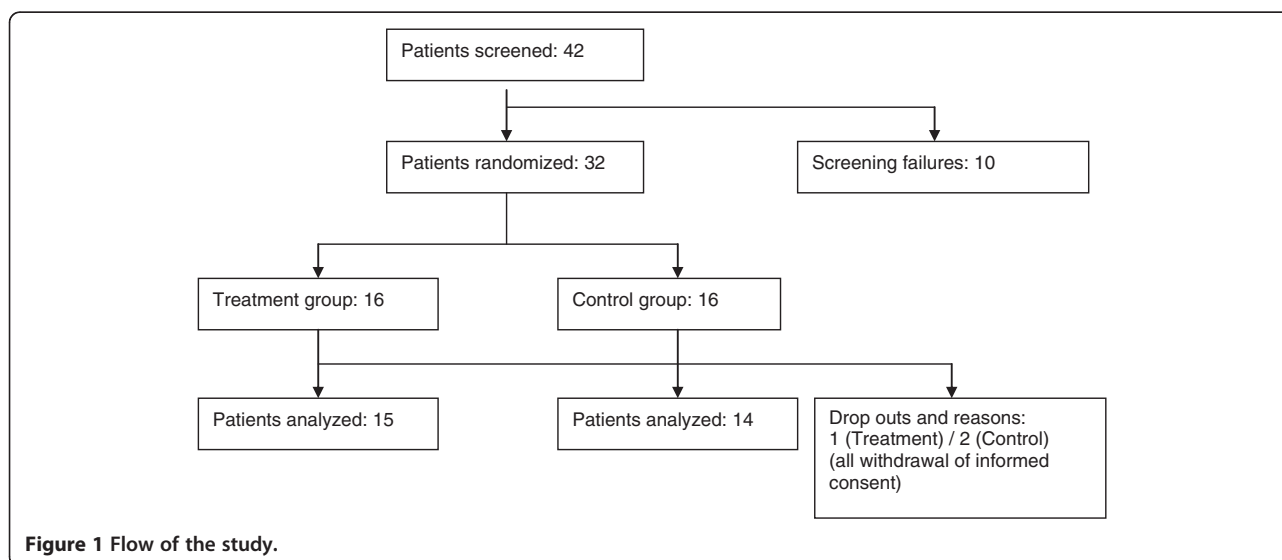 Patients screened: 42
Patients randomized: 32
Screening failures: 10
Treatment group: 16
Control group: 16
Patients analyzed: 15
Patients analyzed: 14
Drop outs and reasons:
1 (Treatment) / 2 (Control)
(all withdrawal of informed
consent)
Figure 1 Flow of the study.